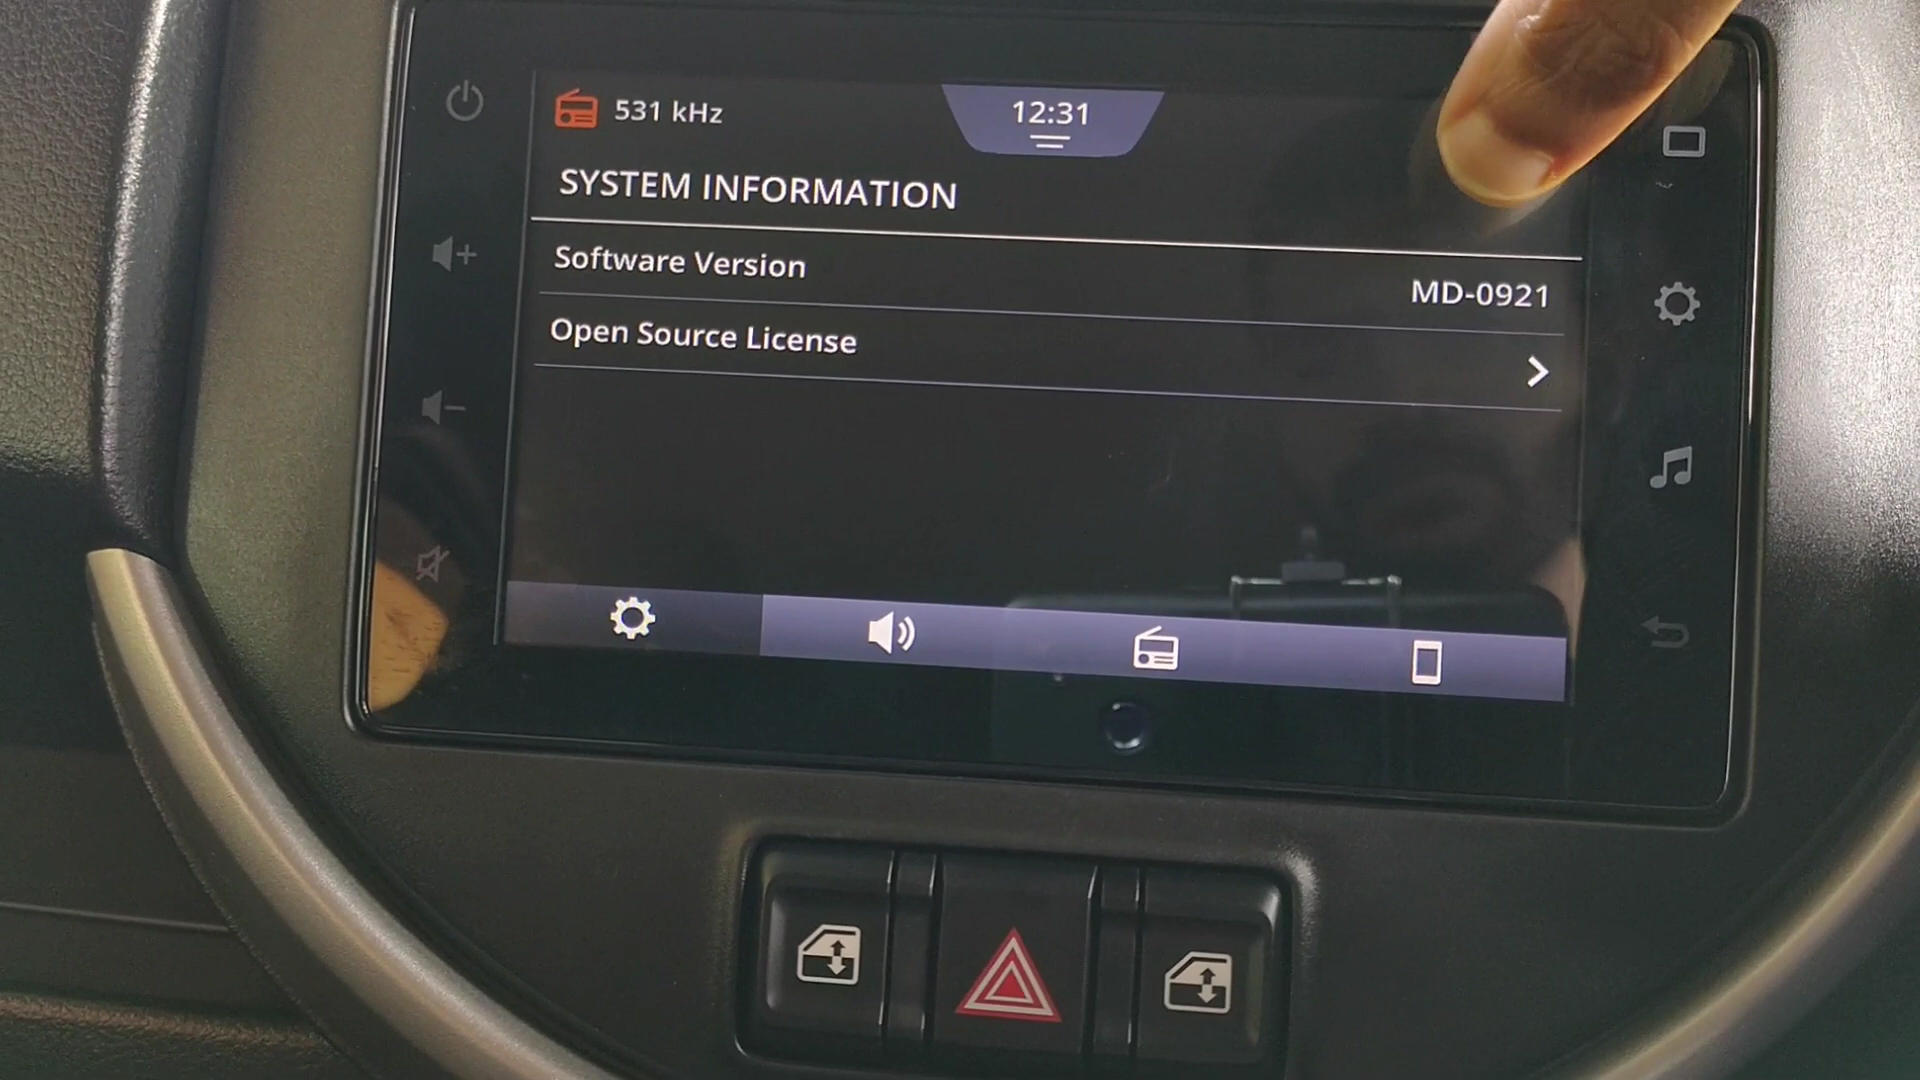 531 kHz
12:31
SYSTEM INFORMATION
Software Version
MD-0921
Open Source License